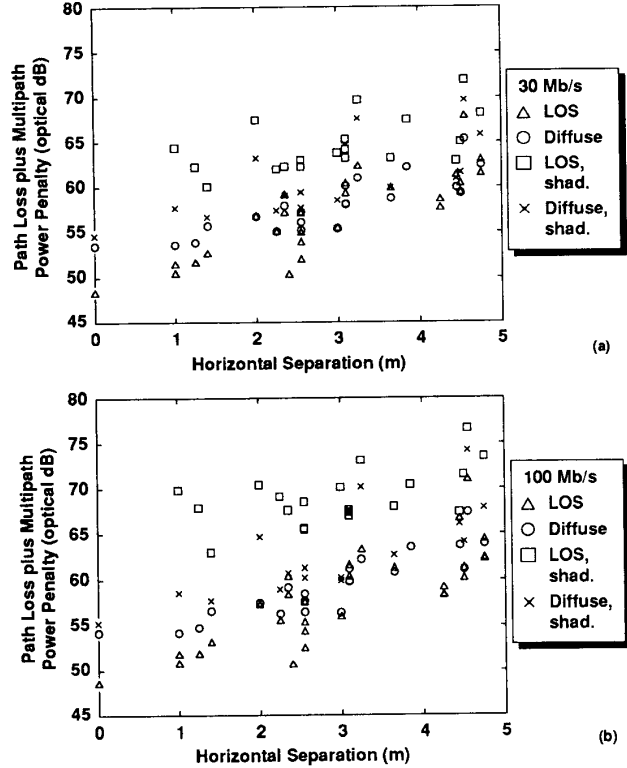 80
75
70
65
60
55
50
45
Path Loss plus Multipath
Power Penalty (optical dB)
0 1 2 3 4 5
Horizontal Separation (m)
30 Mb/s
LOS
Diffuse
LOS,
shad.
Diffuse,
shad.
(a)
80
75
70
65
60
55
50
45
Path Loss plus Multipath
Power Penalty (optical dB)
0 1 2 3 4 5
Horizontal Separation (m)
100 Mb/s
LOS
Diffuse
LOS,
shad.
Diffuse,
shad.
(b)